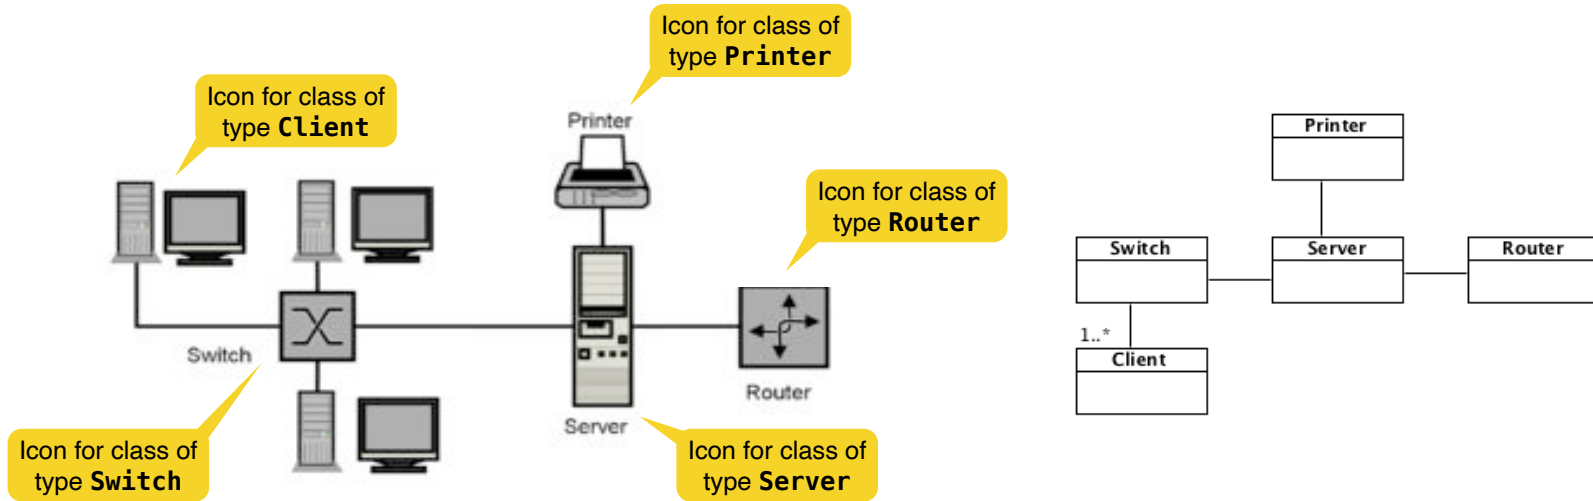 Icon for class of
type Printer
Icon for class of
type Client
Printer
Icon for class of
type Router
Switch
Server
Router
Icon for class of
type Switch
Icon for class of
type Server
Printer
Switch
Server
Router
1..*
Client